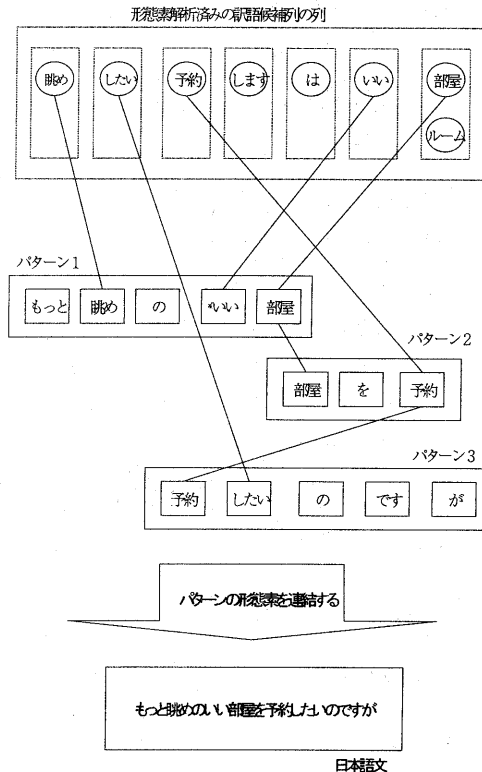 形態素解析済みの訳語候補列の列
眺め したい 予約 します は いい 部屋
ルーム
パターン1
もっと 眺め の いい 部屋
パターン2
部屋 を 予約
パターン3
予約 したい の です が
パターンの形態素を連結する
もっと眺めのいい部屋を予約したいのですが
日本語文